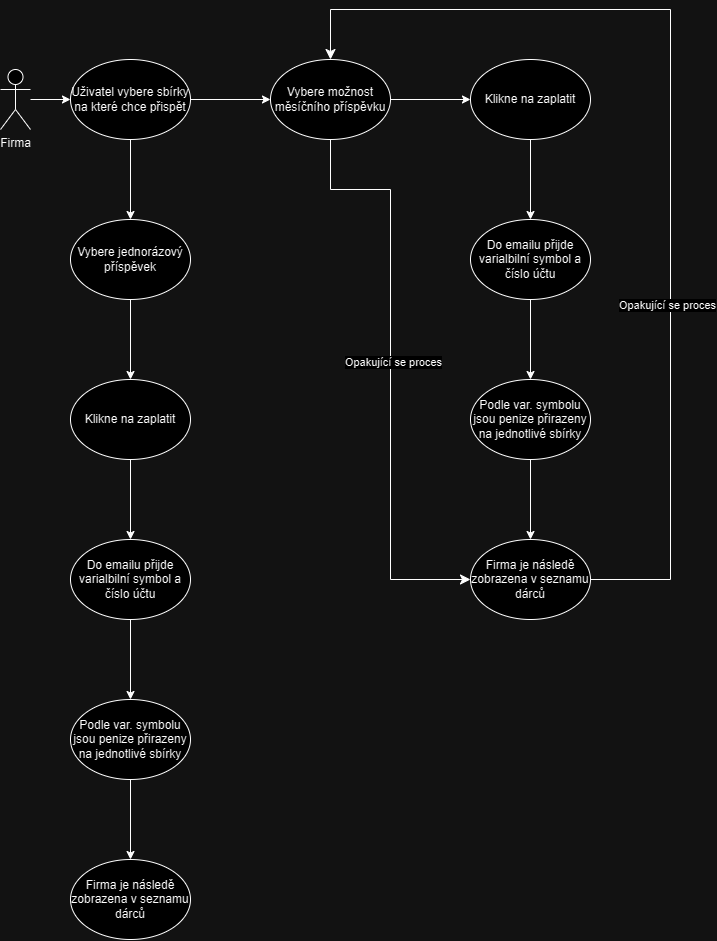 Firma
Uživatel vybere sbírky
na které chce přispět
Vybere možnost
měsíčního příspěvku
Klikne na zaplatit
Vybere jednorázový
příspěvek
Do emailu přijde
varialbilní symbol a
číslo účtu
Opakující se proces
Opakující se proces
Klikne na zaplatit
Podle var. symbolu
jsou penize přirazeny
na jednotlivé sbírky
Do emailu přijde
varialbilní symbol a
číslo účtu
Firma je následě
zobrazena v seznamu
dárců
Podle var. symbolu
jsou penize přirazeny
na jednotlivé sbírky
Firma je následě
zobrazena v seznamu
dárců